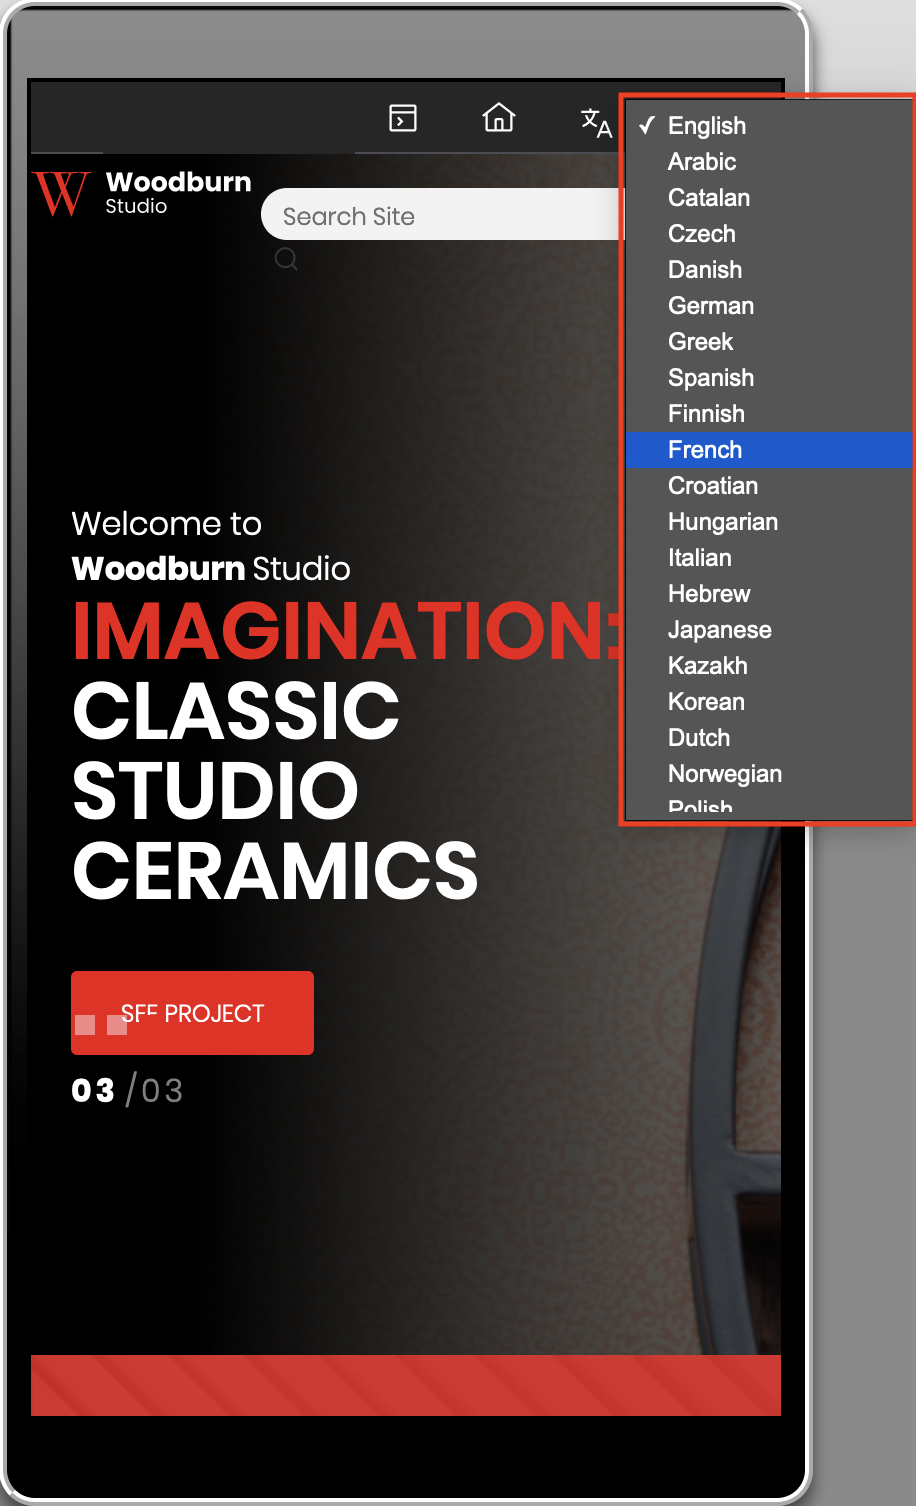 Woodburn
Studio
Search Site
✓ English
Arabic
Catalan
Czech
Danish
German
Greek
Spanish
Finnish
French
Croatian
Hungarian
Italian
Hebrew
Japanese
Kazakh
Korean
Dutch
Norwegian
Polish
Welcome to
Woodburn Studio
IMAGINATION:
CLASSIC
STUDIO
CERAMICS
SEE PROJECT
03 /03